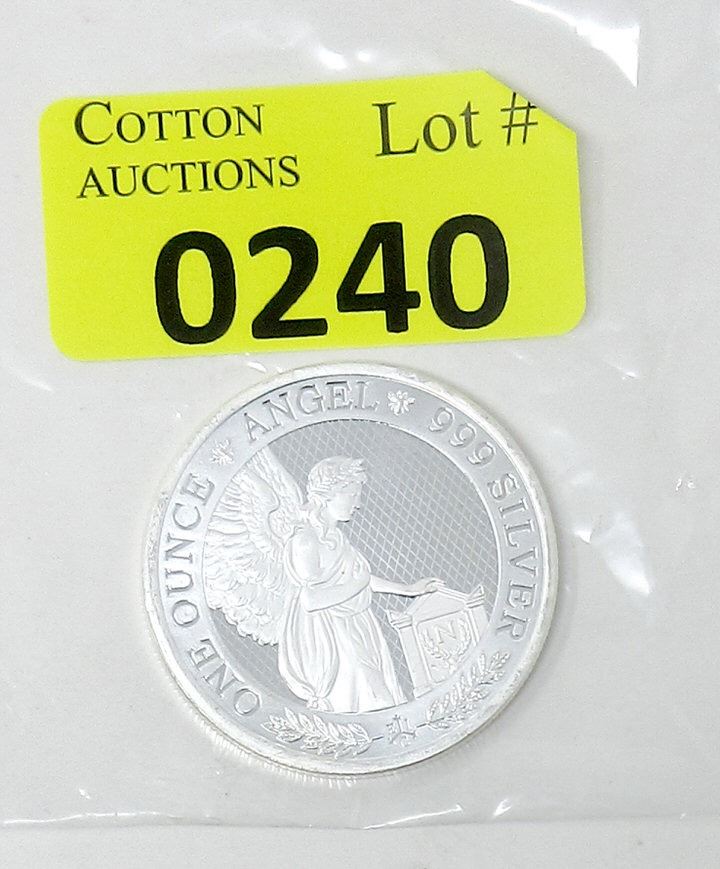 COTTON
AUCTIONS
Lot #
0240
ONE OUNCE ANGEL 999 SILVER
N